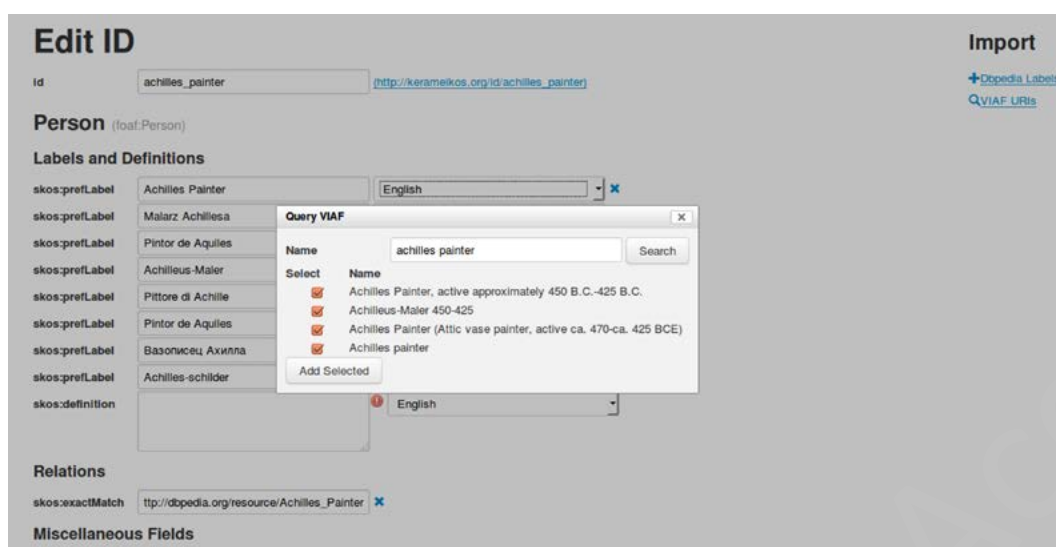 Edit ID
Import
id achilles_painter (http://kerameikos.org/id/achilles_painter)
Dbpedia Labels
VIAF URIs
Person (foaf:Person)
Labels and Definitions
skos:prefLabel Achilles Painter English
skos:prefLabel Malarz Achillesa
skos:prefLabel Pintor de Aquiles
skos:prefLabel Achilleus-Maler
skos:prefLabel Pittore di Achille
skos:prefLabel Pintor de Aquiles
skos:prefLabel Вазописец Ахилла
skos:prefLabel Achilles-schilder
skos:definition English
Query VIAF
Name achilles painter Search
Select Name
Achilles Painter, active approximately 450 B.C.-425 B.C.
Achilleus-Maler 450-425
Achilles Painter (Attic vase painter, active ca. 470-ca. 425 BCE)
Achilles painter
Add Selected
Relations
skos:exactMatch ttp://dbpedia.org/resource/Achilles_Painter
Miscellaneous Fields